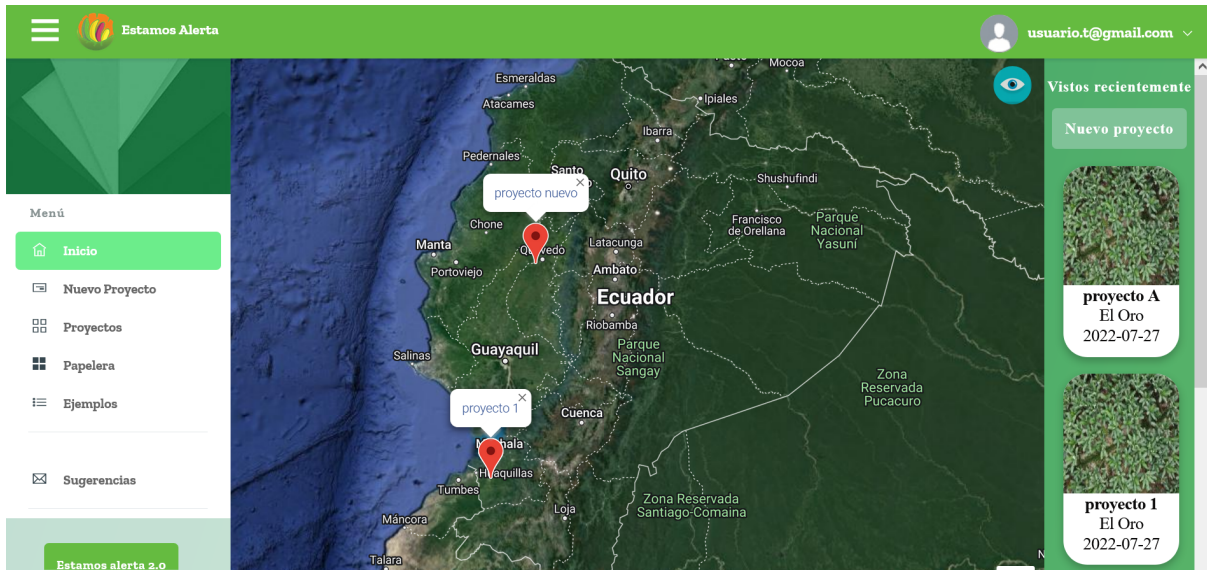 Estamos Alerta
usuario.t@gmail.com
Menú
Inicio
Nuevo Proyecto
Proyectos
Papelera
Ejemplos
Sugerencias
Estamos alerta 2.0
Mocoa
Esmeraldas
Atacames
Ipiales
Ibarra
Pedernales
Santo
Quito
Shushufindi
proyecto nuevo
Chone
Francisco
de Orellana
Parque
Nacional
Yasuní
Manta
Quevedo
Latacunga
Portoviejo
Ambato
Ecuador
Riobamba
Guayaquil
Parque
Nacional
Sangay
Salinas
Zona
Reservada
Pucacuro
proyecto 1
Cuenca
Machala
Huaquillas
Tumbes
Zona Reservada
Santiago-Comaina
Loja
Máncora
Talara
Vistos recientemente
Nuevo proyecto
proyecto A
El Oro
2022-07-27
proyecto 1
El Oro
2022-07-27